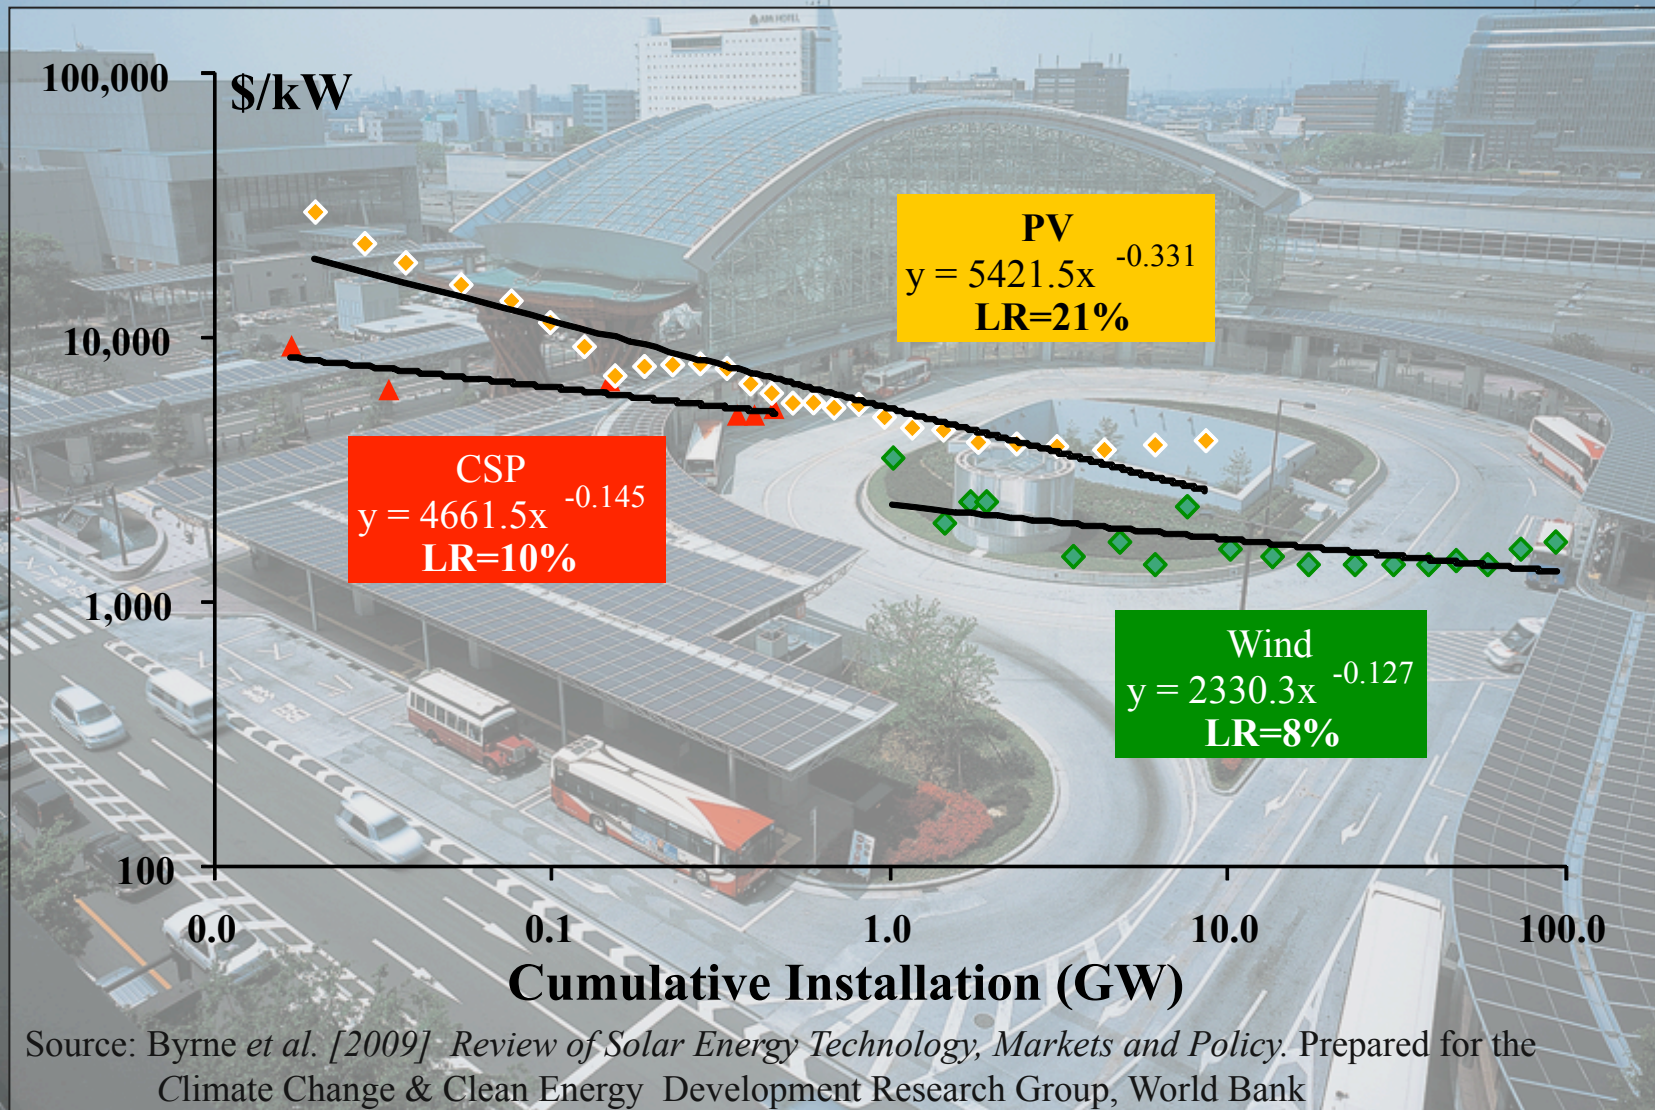 APA HOTEL
100,000
$/kW
10,000
1,000
100
PV
y = 5421.5x -0.331
LR=21%
CSP
y = 4661.5x -0.145
LR=10%
Wind
y = 2330.3x -0.127
LR=8%
0.0 0.1 1.0 10.0 100.0
Cumulative Installation (GW)
Source: Byrne et al. [2009] Review of Solar Energy Technology, Markets and Policy. Prepared for the
Climate Change & Clean Energy Development Research Group, World Bank